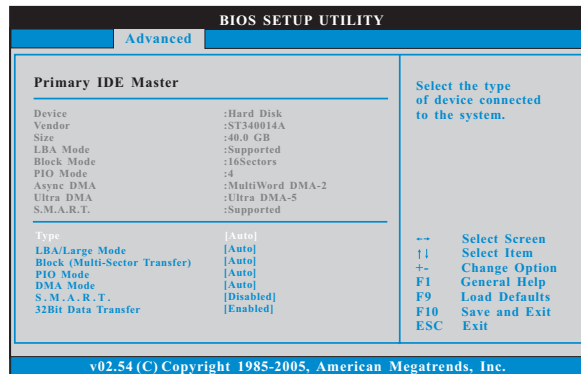 BIOS SETUP UTILITY
Advanced
Primary IDE Master
Device :Hard Disk
Vendor :ST340014A
Size :40.0 GB
LBA Mode :Supported
Block Mode :16Sectors
PIO Mode :4
Async DMA :MultiWord DMA-2
Ultra DMA :Ultra DMA-5
S.M.A.R.T. :Supported
Type [Auto]
LBA/Large Mode [Auto]
Block (Multi-Sector Transfer) [Auto]
PIO Mode [Auto]
DMA Mode [Auto]
S.M.A.R.T. [Disabled]
32Bit Data Transfer [Enabled]
Select the type
of device connected
to the system.
←→ Select Screen
↑↓ Select Item
+- Change Option
F1 General Help
F9 Load Defaults
F10 Save and Exit
ESC Exit
v02.54 (C) Copyright 1985-2005, American Megatrends, Inc.